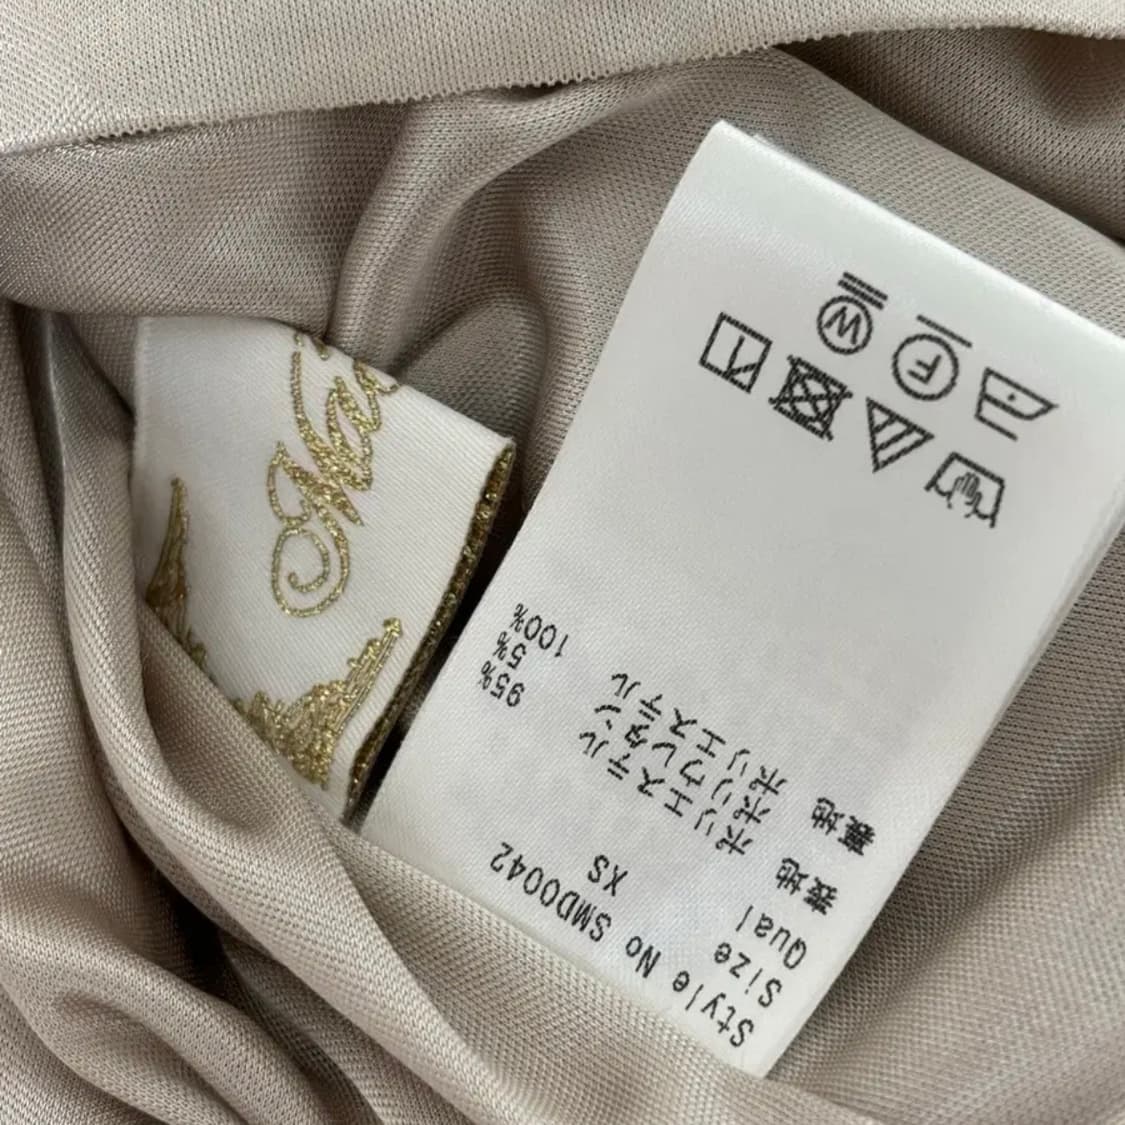 Style No SMD0042
Size XS
Qual
表地 ポリエステル 95%
ポリウレタン 5%
裏地 ポリエステル 100%
F
W